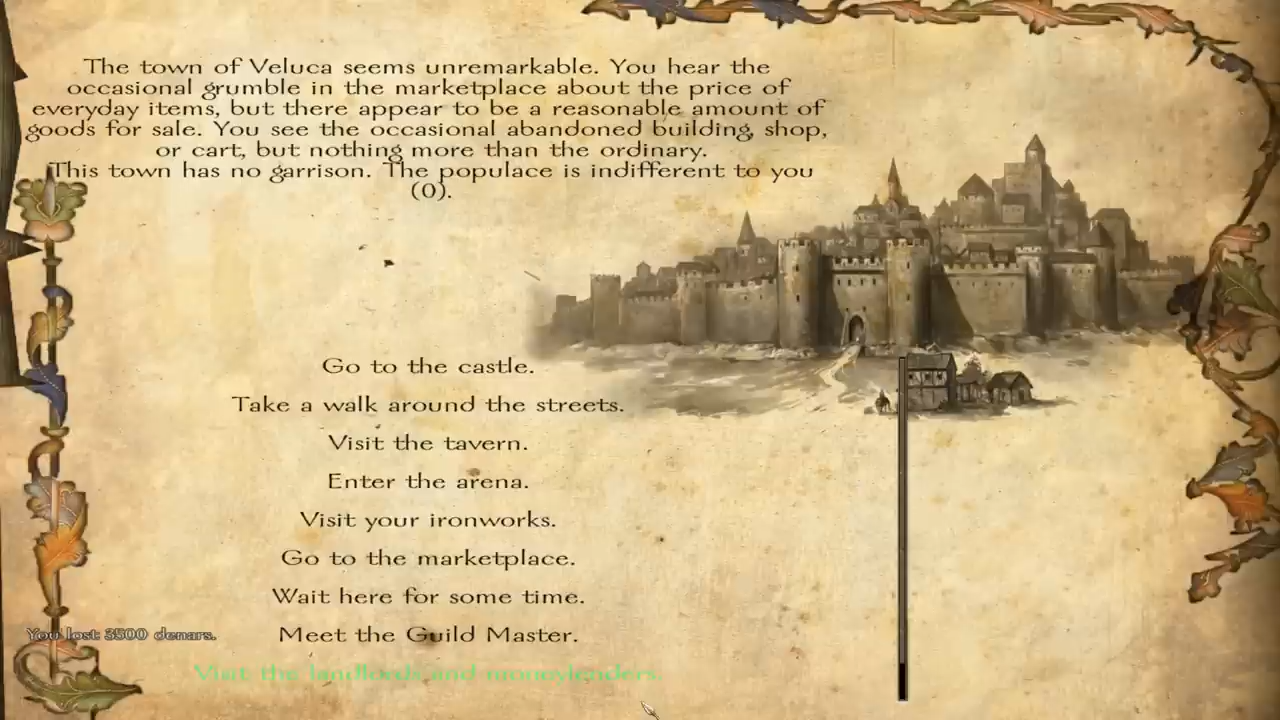 The town of Veluca seems unremarkable. You hear the
occasional grumble in the marketplace about the price of
everyday items, but there appear to be a reasonable amount of
goods for sale. You see the occasional abandoned building, shop,
or cart, but nothing more than the ordinary.
This town has no garrison. The populace is indifferent to you
(0).
Go to the castle.
Take a walk around the streets.
Visit the tavern.
Enter the arena.
Visit your ironworks.
Go to the marketplace.
Wait here for some time.
You lost 3500 denars.
Meet the Guild Master.
Visit the landlords and moneylenders.